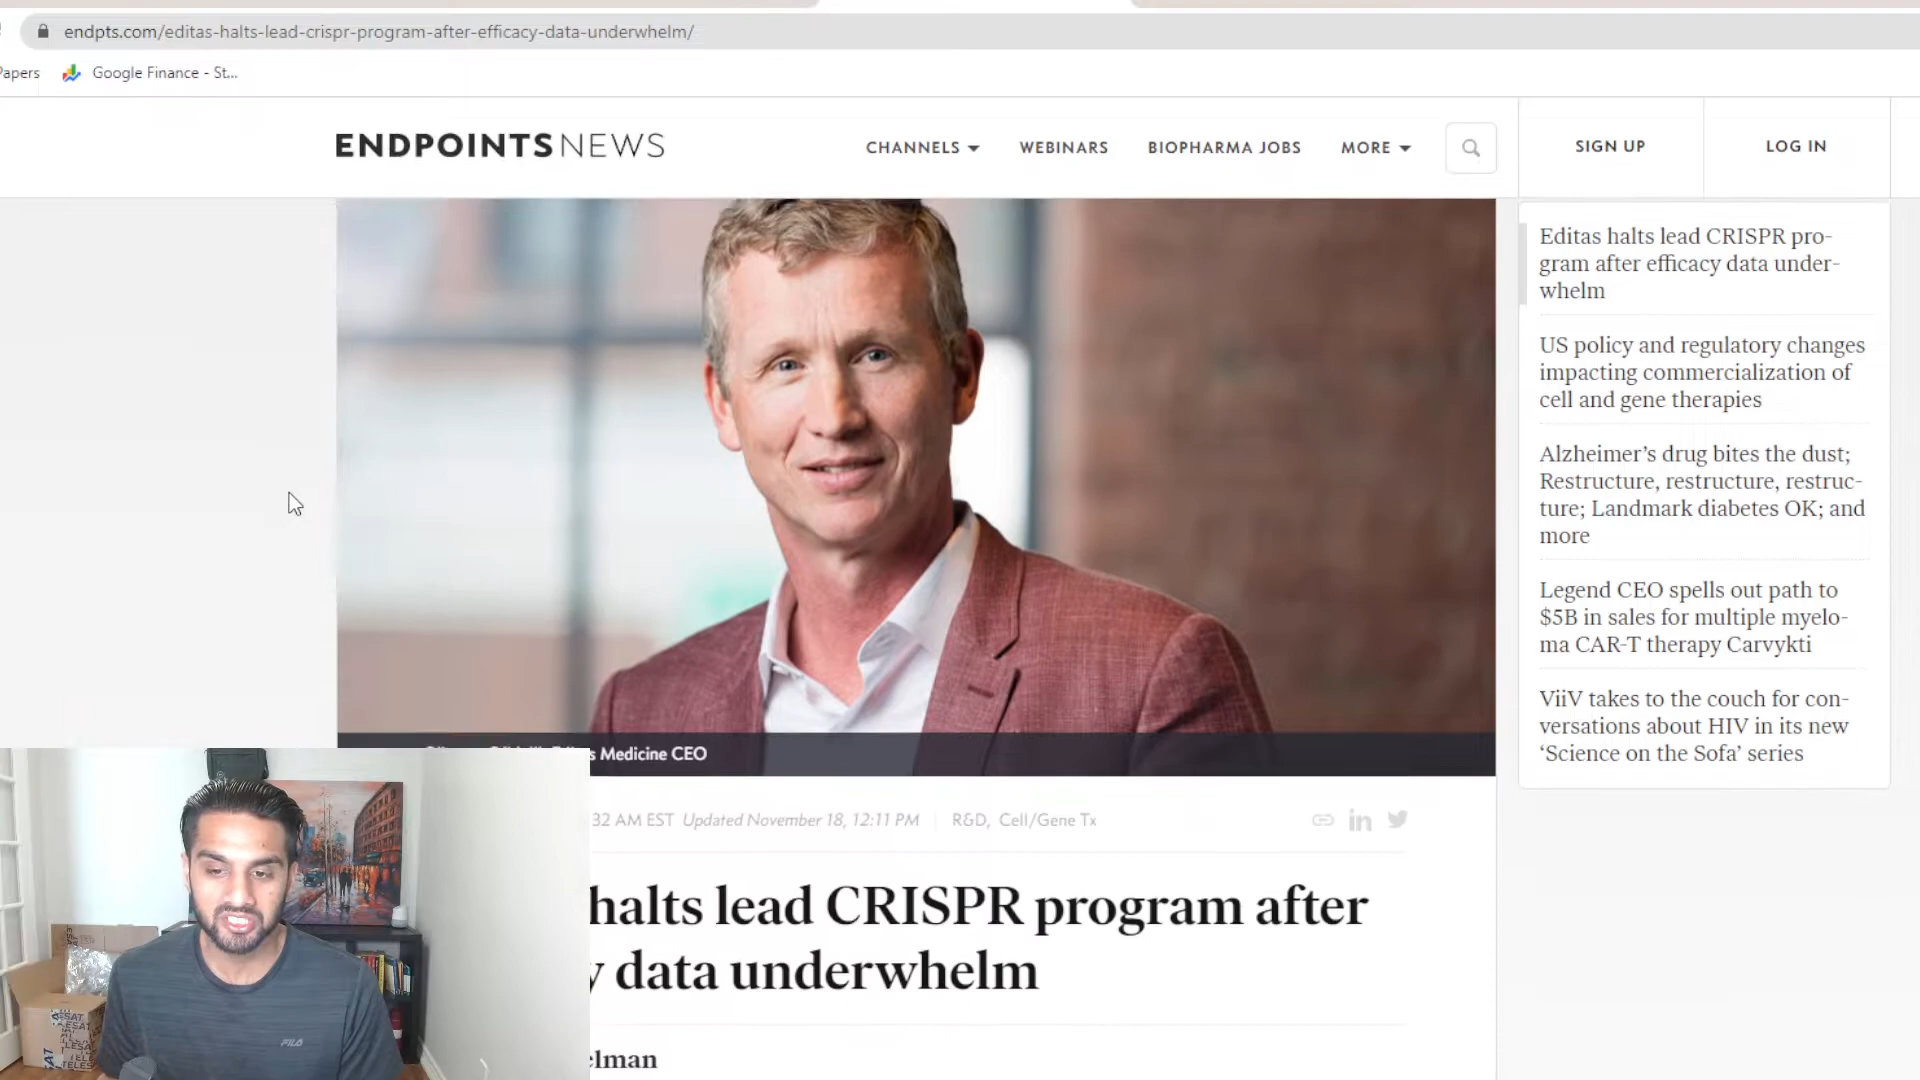 endpts.com/editas-halts-lead-crispr-program-after-efficacy-data-underwhelm/
Papers Google Finance - St...
ENDPOINTS NEWS
CHANNELS WEBINARS BIOPHARMA JOBS MORE
SIGN UP LOG IN
Editas halts lead CRISPR pro-
gram after efficacy data under-
whelm
US policy and regulatory changes
impacting commercialization of
cell and gene therapies
Alzheimer’s drug bites the dust;
Restructure, restructure, restruc-
ture; Landmark diabetes OK; and
more
Legend CEO spells out path to
$5B in sales for multiple myelo-
ma CAR-T therapy Carvykti
ViiV takes to the couch for con-
versations about HIV in its new
‘Science on the Sofa’ series
s Medicine CEO
32 AM EST Updated November 18, 12:11 PM R&D, Cell/Gene Tx
halts lead CRISPR program after
y data underwhelm
elman
FILA